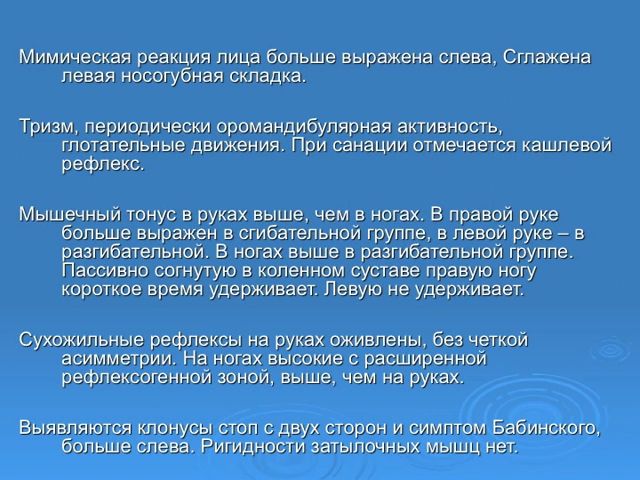 Мимическая реакция лица больше выражена слева, Сглажена
левая носогубная складка.
Тризм, периодически оромандибулярная активность,
глотательные движения. При санации отмечается кашлевой
рефлекс.
Мышечный тонус в руках выше, чем в ногах. В правой руке
больше выражен в сгибательной группе, в левой руке – в
разгибательной. В ногах выше в разгибательной группе.
Пассивно согнутую в коленном суставе правую ногу
короткое время удерживает. Левую не удерживает.
Сухожильные рефлексы на руках оживлены, без четкой
асимметрии. На ногах высокие с расширенной
рефлексогенной зоной, выше, чем на руках.
Выявляются клонусы стоп с двух сторон и симптом Бабинского,
больше слева. Ригидности затылочных мышц нет.